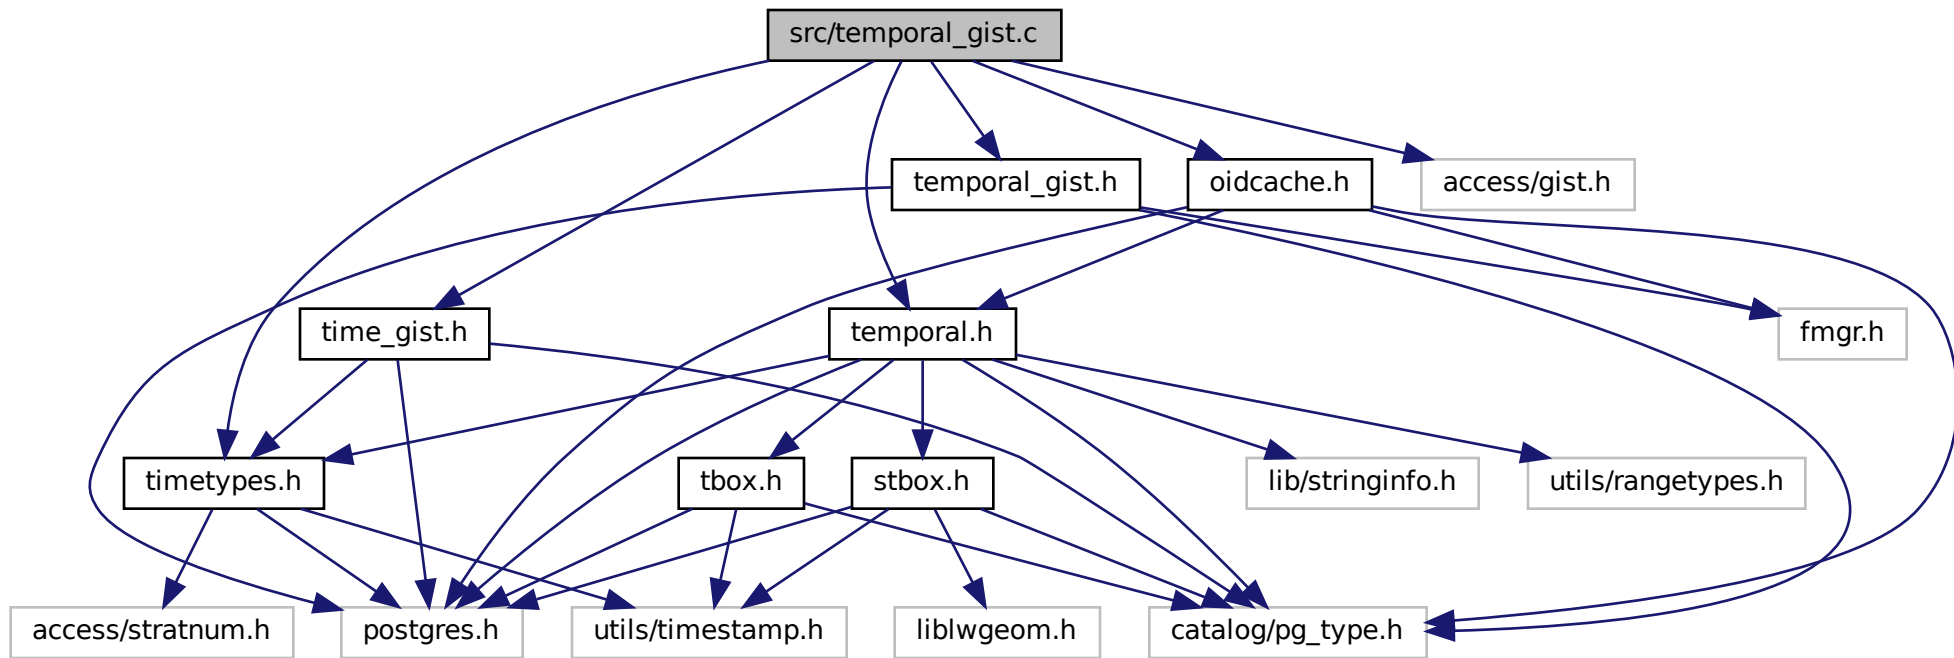 src/temporal_gist.c
temporal_gist.h
oidcache.h
access/gist.h
time_gist.h
temporal.h
fmgr.h
timetypes.h
tbox.h
stbox.h
lib/stringinfo.h
utils/rangetypes.h
access/stratnum.h
postgres.h
utils/timestamp.h
liblwgeom.h
catalog/pg_type.h